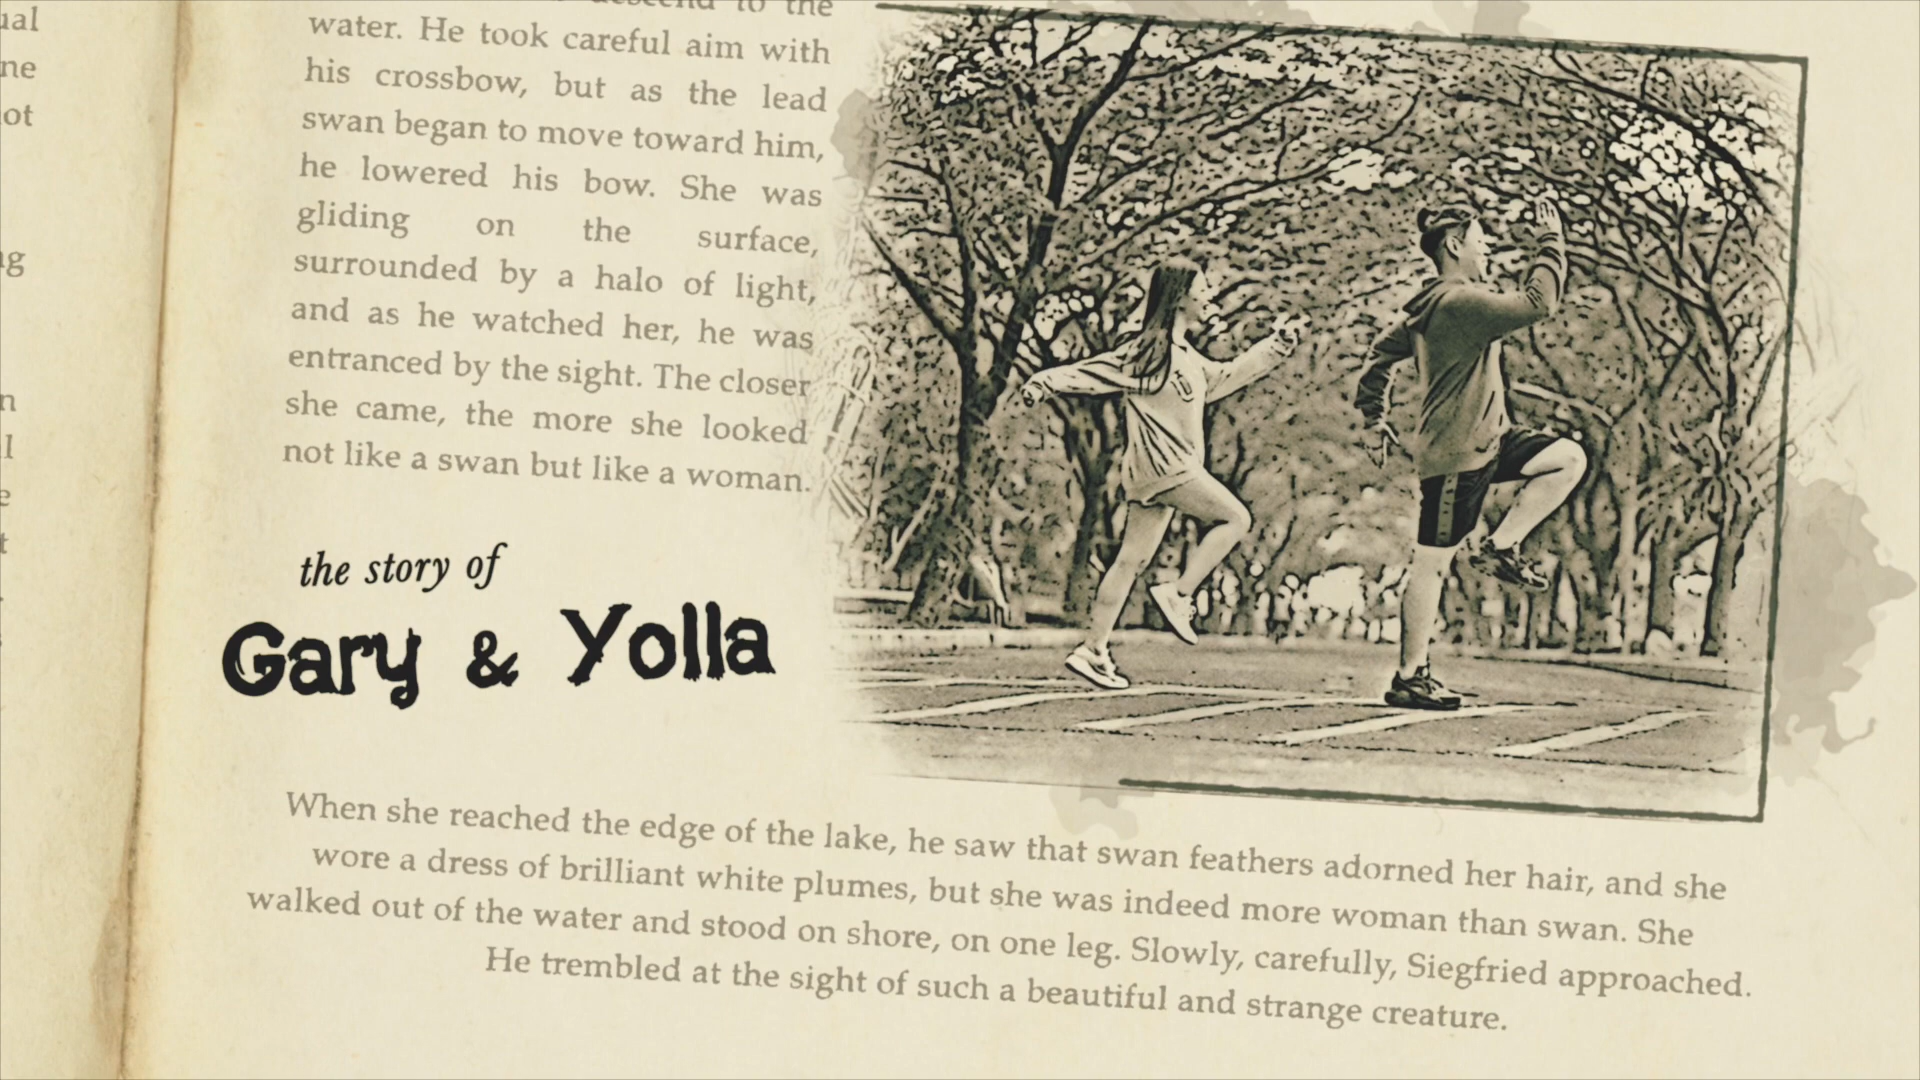 ual
ne
ot
n
e
t
to the
water. He took careful aim with
his crossbow, but as the lead
swan began to move toward him,
he lowered his bow. She was
gliding on the surface,
surrounded by a halo of light,
and as he watched her, he was
entranced by the sight. The closer
she came, the more she looked
not like a swan but like a woman.
the story of
Gary & Yolla
When she reached the edge of the lake, he saw that swan feathers adorned her hair, and she
wore a dress of brilliant white plumes, but she was indeed more woman than swan. She
walked out of the water and stood on shore, on one leg. Slowly, carefully, Siegfried approached.
He trembled at the sight of such a beautiful and strange creature.